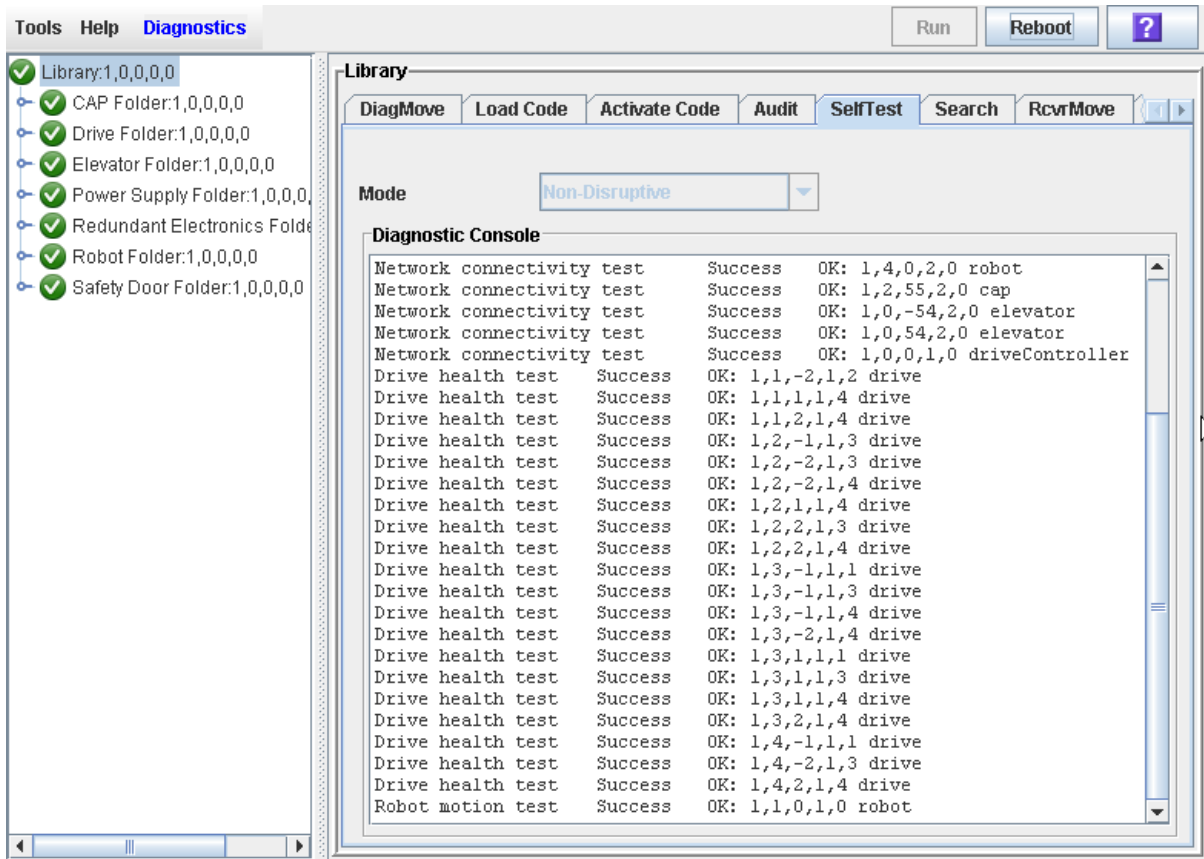 Tools Help Diagnostics
Run Reboot ?
Library:1,0,0,0,0
CAP Folder:1,0,0,0,0
Drive Folder:1,0,0,0,0
Elevator Folder:1,0,0,0,0
Power Supply Folder:1,0,0,0,
Redundant Electronics Folde
Robot Folder:1,0,0,0,0
Safety Door Folder:1,0,0,0,0
Library
DiagMove Load Code Activate Code Audit SelfTest Search RcvrMove
Mode Non-Disruptive
Diagnostic Console
Network connectivity test Success OK: 1,4,0,2,0 robot
Network connectivity test Success OK: 1,2,55,2,0 cap
Network connectivity test Success OK: 1,0,-54,2,0 elevator
Network connectivity test Success OK: 1,0,54,2,0 elevator
Network connectivity test Success OK: 1,0,0,1,0 driveController
Drive health test Success OK: 1,1,-2,1,2 drive
Drive health test Success OK: 1,1,1,1,4 drive
Drive health test Success OK: 1,1,2,1,4 drive
Drive health test Success OK: 1,2,-1,1,3 drive
Drive health test Success OK: 1,2,-2,1,3 drive
Drive health test Success OK: 1,2,-2,1,4 drive
Drive health test Success OK: 1,2,1,1,4 drive
Drive health test Success OK: 1,2,2,1,3 drive
Drive health test Success OK: 1,2,2,1,4 drive
Drive health test Success OK: 1,3,-1,1,1 drive
Drive health test Success OK: 1,3,-1,1,3 drive
Drive health test Success OK: 1,3,-1,1,4 drive
Drive health test Success OK: 1,3,-2,1,4 drive
Drive health test Success OK: 1,3,1,1,1 drive
Drive health test Success OK: 1,3,1,1,3 drive
Drive health test Success OK: 1,3,1,1,4 drive
Drive health test Success OK: 1,3,2,1,4 drive
Drive health test Success OK: 1,4,-1,1,1 drive
Drive health test Success OK: 1,4,-2,1,3 drive
Drive health test Success OK: 1,4,2,1,4 drive
Robot motion test Success OK: 1,1,0,1,0 robot